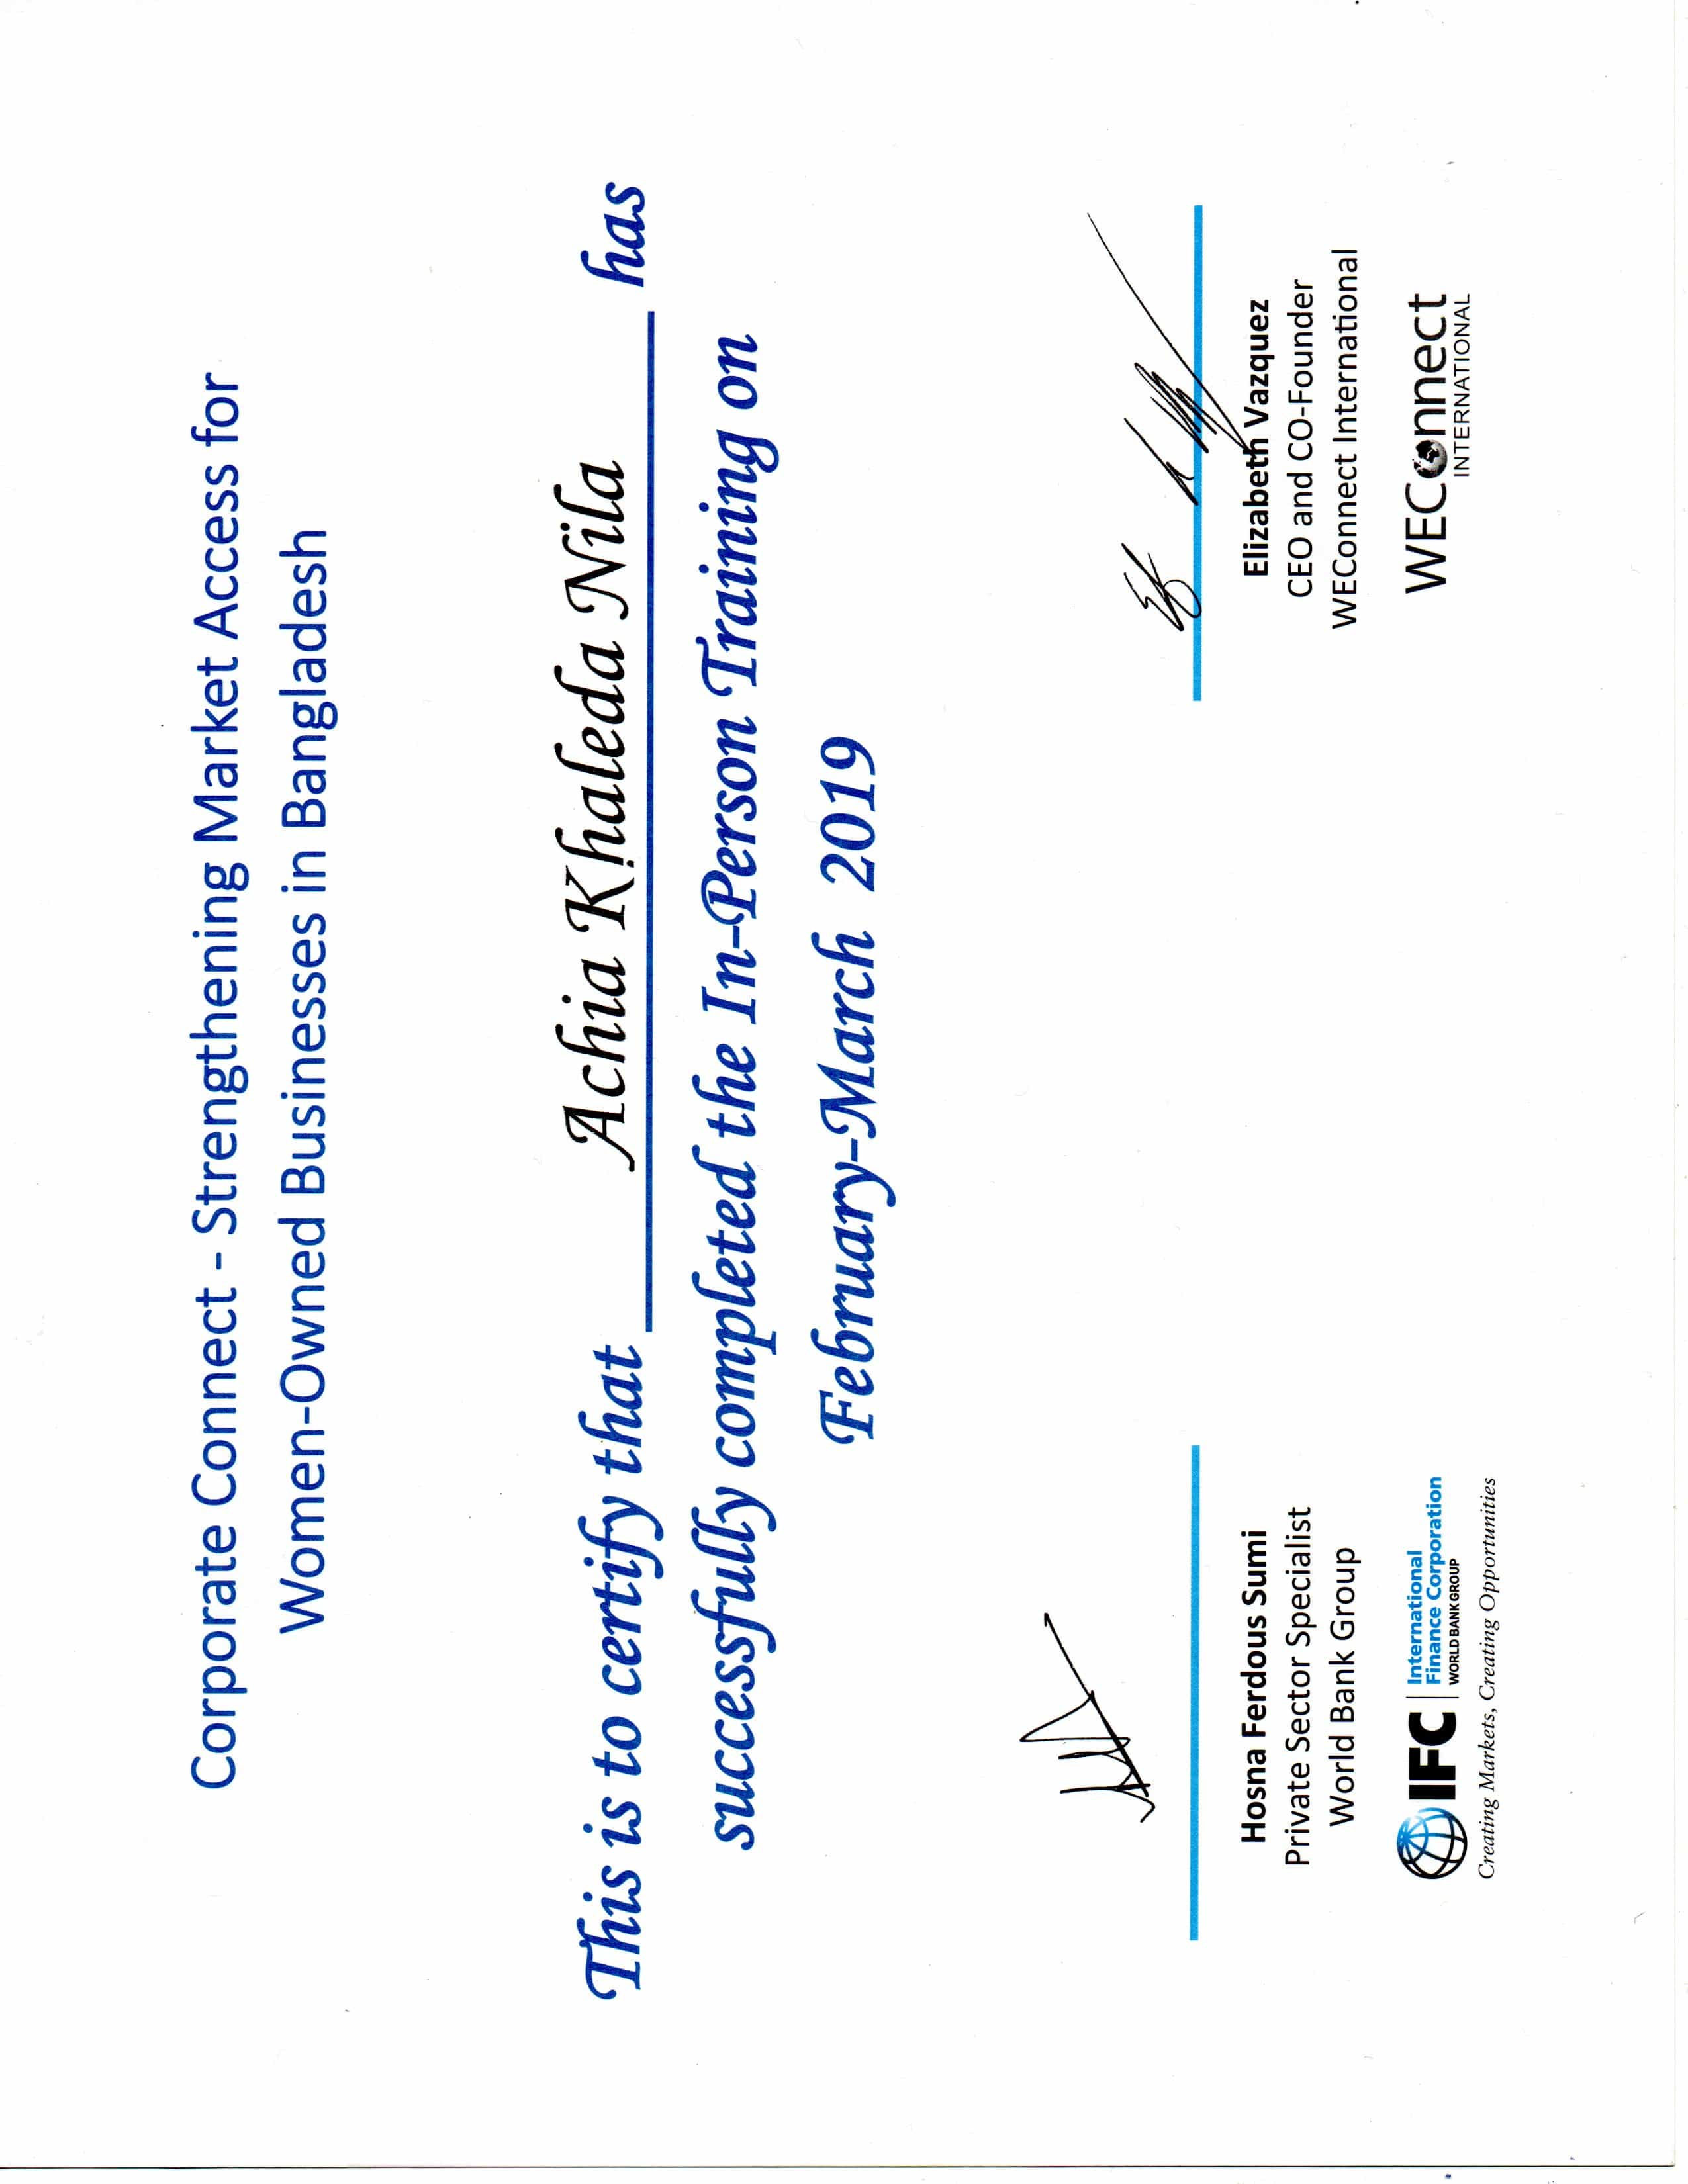 Corporate Connect - Strengthening Market Access for
Women-Owned Businesses in Bangladesh
This is to certify that Achia Khaleda Nila has
successfully completed the In-Person Training on
February-March 2019
Hosna Ferdous Sumi
Private Sector Specialist
World Bank Group
IFC International
Finance Corporation
WORLD BANK GROUP
Creating Markets, Creating Opportunities
Elizabeth Vazquez
CEO and CO-Founder
WEConnect International
WEConnect
INTERNATIONAL